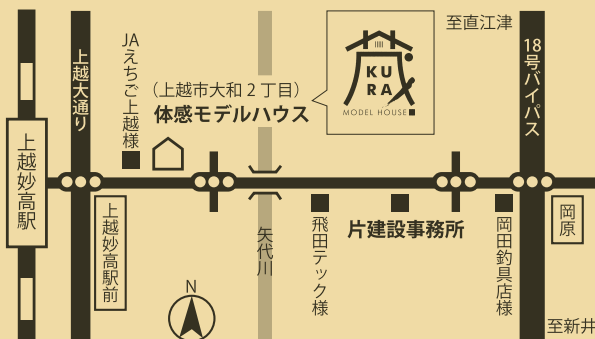 至直江津
上越大通り
JAえちご上越様
(上越市大和2丁目)
体感モデルハウス
KU
RA
MODEL HOUSE
18号バイパス
上越妙高駅
上越妙高駅前
矢代川
飛田テック様
片建設事務所
岡田釣具店様
岡原
N
至新井